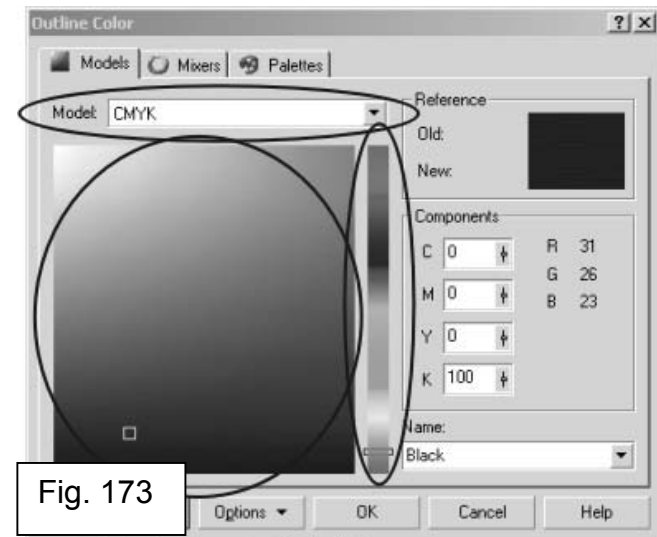 Outline Color ? ×
Models Mixers Palettes
Model: CMYK
Reference
Old:
New:
Components
C 0 R 31
G 26
M 0 B 23
Y 0
K 100
Name:
Black
Fig. 173
Options OK Cancel Help